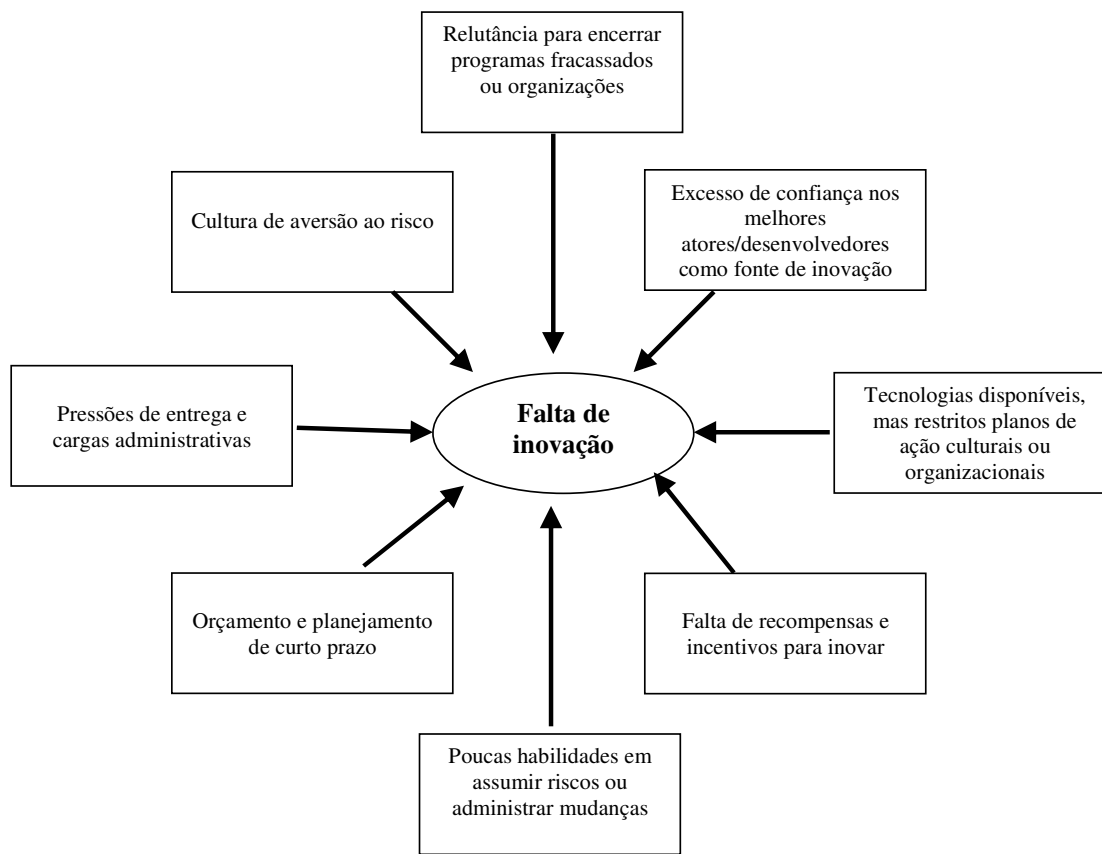 Relutância para encerrar
programas fracassados
ou organizações
Cultura de aversão ao risco
Excesso de confiança nos
melhores
atores/desenvolvedores
como fonte de inovação
Pressões de entrega e
cargas administrativas
Falta de
inovação
Tecnologias disponíveis,
mas restritos planos de
ação culturais ou
organizacionais
Orçamento e planejamento
de curto prazo
Falta de recompensas e
incentivos para inovar
Poucas habilidades em
assumir riscos ou
administrar mudanças